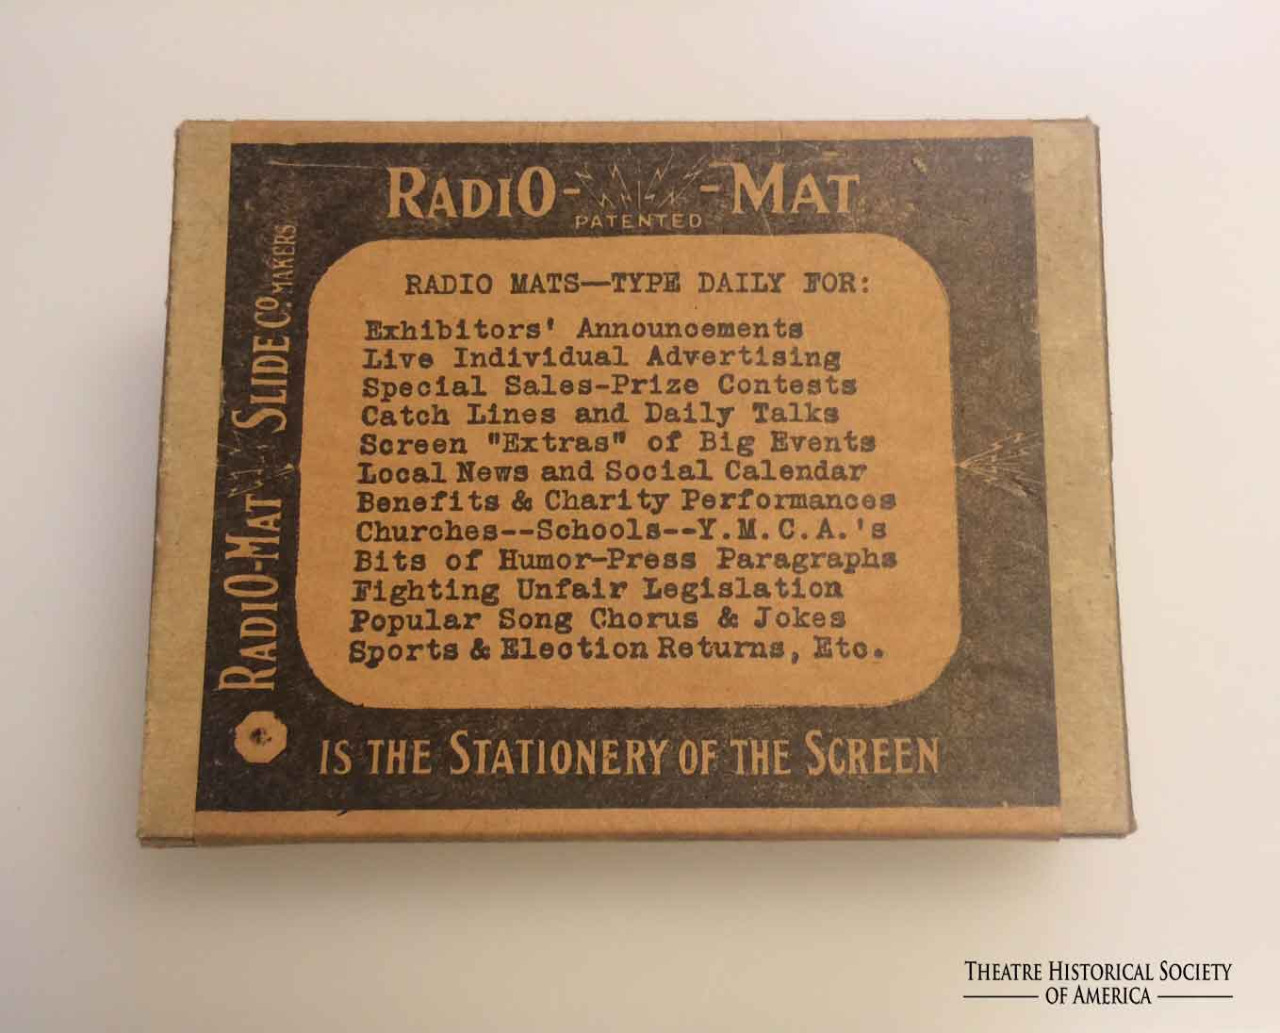 RADIO- -MAT
PATENTED
RADIO MATS—TYPE DAILY FOR:
Exhibitors' Announcements
Live Individual Advertising
Special Sales-Prize Contests
Catch Lines and Daily Talks
Screen "Extras" of Big Events
Local News and Social Calendar
Benefits & Charity Performances
Churches--Schools--Y.M.C.A.'s
Bits of Humor-Press Paragraphs
Fighting Unfair Legislation
Popular Song Chorus & Jokes
Sports & Election Returns, Etc.
IS THE STATIONERY OF THE SCREEN
RADIO-MAT SLIDE CO. MAKERS
THEATRE HISTORICAL SOCIETY
OF AMERICA